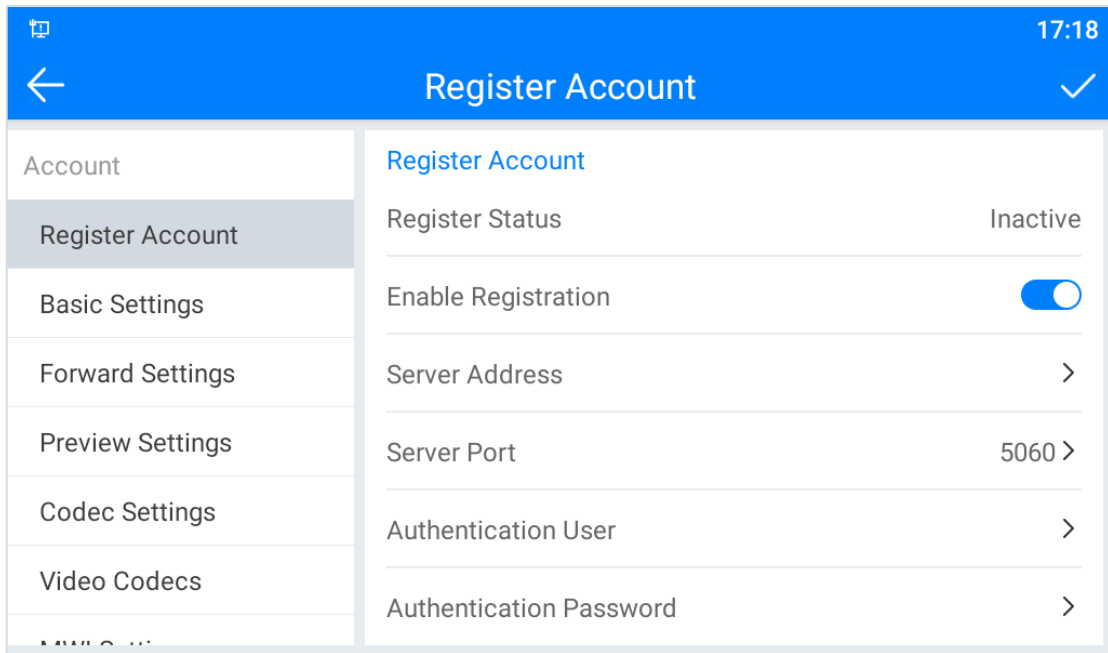 17:18
Register Account
Account
Register Account
Basic Settings
Forward Settings
Preview Settings
Codec Settings
Video Codecs
Register Account
Register Status Inactive
Enable Registration
Server Address
Server Port 5060
Authentication User
Authentication Password